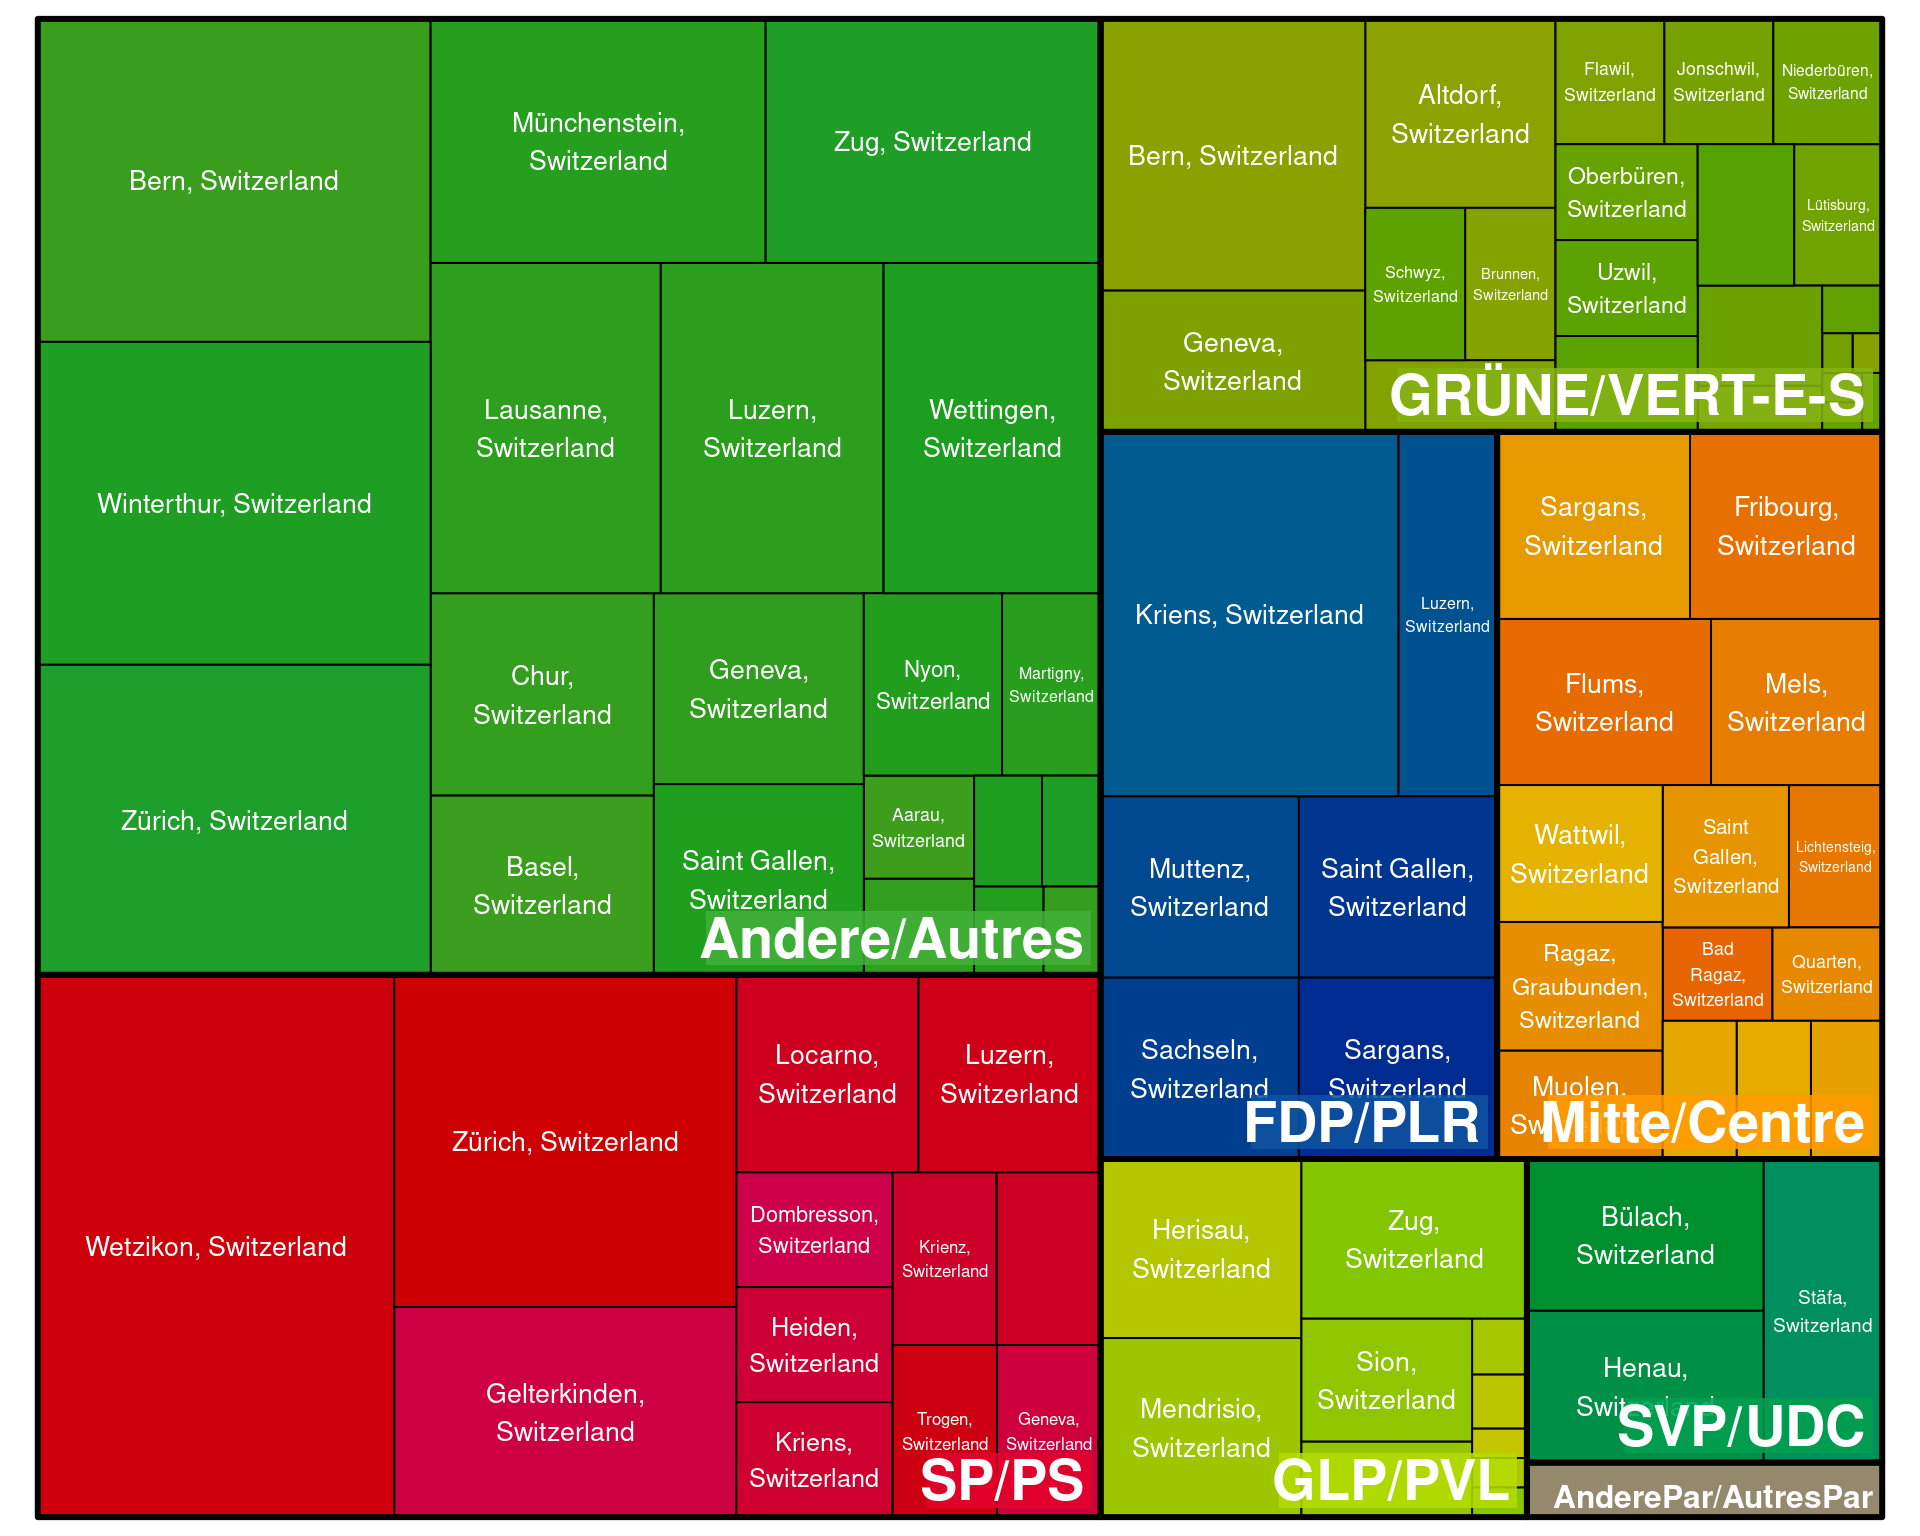 Bern, Switzerland
Münchenstein,
Switzerland
Zug, Switzerland
Winterthur, Switzerland
Lausanne,
Switzerland
Luzern,
Switzerland
Wettingen,
Switzerland
Zürich, Switzerland
Chur,
Switzerland
Geneva,
Switzerland
Nyon,
Switzerland
Martigny,
Switzerland
Basel,
Switzerland
Saint Gallen,
Switzerland
Aarau,
Switzerland
Andere/Autres
Bern, Switzerland
Altdorf,
Switzerland
Flawil,
Switzerland
Jonschwil,
Switzerland
Niederbüren,
Switzerland
Oberbüren,
Switzerland
Lütisburg,
Switzerland
Geneva,
Switzerland
Schwyz,
Switzerland
Brunnen,
Switzerland
Uzwil,
Switzerland
GRÜNE/VERT-E-S
Kriens, Switzerland
Luzern,
Switzerland
Muttenz,
Switzerland
Saint Gallen,
Switzerland
Sachseln,
Switzerland
Sargans,
Switzerland
FDP/PLR
Sargans,
Switzerland
Fribourg,
Switzerland
Flums,
Switzerland
Mels,
Switzerland
Wattwil,
Switzerland
Saint
Gallen,
Switzerland
Lichtensteig,
Switzerland
Ragaz,
Graubunden,
Switzerland
Bad
Ragaz,
Switzerland
Quarten,
Switzerland
Muolen,
Mitte/Centre
Wetzikon, Switzerland
Zürich, Switzerland
Locarno,
Switzerland
Luzern,
Switzerland
Gelterkinden,
Switzerland
Dombresson,
Switzerland
Krienz,
Switzerland
Heiden,
Switzerland
Kriens,
Switzerland
Trogen,
Switzerland
Geneva,
Switzerland
SP/PS
Herisau,
Switzerland
Zug,
Switzerland
Mendrisio,
Switzerland
Sion,
Switzerland
GLP/PVL
Bülach,
Switzerland
Stäfa,
Switzerland
Henau,
Switzerland
SVP/UDC
AnderePar/AutresPar